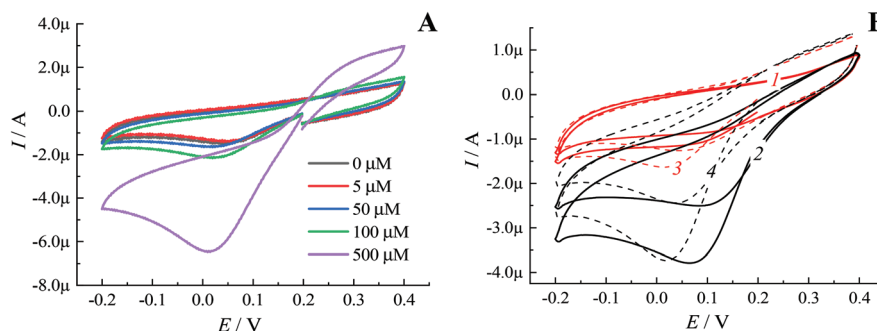 A
4.0µ
2.0µ
0.0
-2.0µ
-4.0µ
-6.0µ
-8.0µ
I / A
0 µM
5 µM
50 µM
100 µM
500 µM
-0.2 -0.1 0.0 0.1 0.2 0.3 0.4
E / V
1.0µ
0.0
-1.0µ
-2.0µ
-3.0µ
-4.0µ
I / A
1
2
3
4
-0.2 -0.1 0.0 0.1 0.2 0.3 0.4
E / V